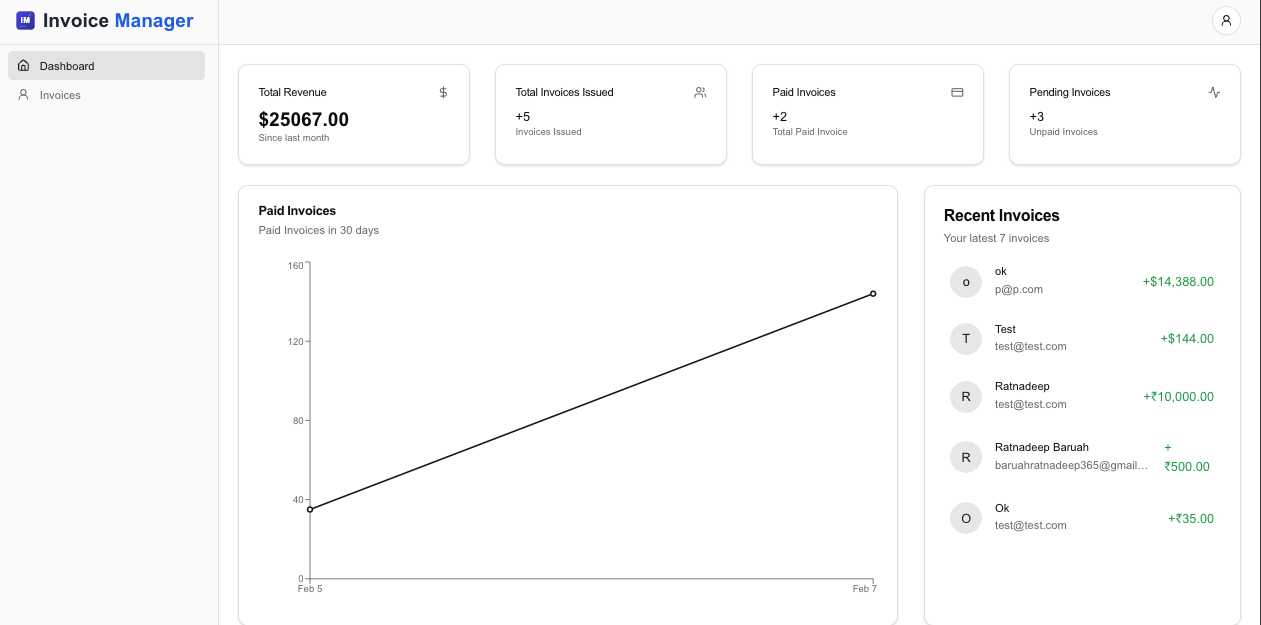 IM Invoice Manager
Dashboard
Invoices
Total Revenue
$25067.00
Since last month
Total Invoices Issued
+5
Invoices Issued
Paid Invoices
+2
Total Paid Invoice
Pending Invoices
+3
Unpaid Invoices
Paid Invoices
Paid Invoices in 30 days
160
120
80
40
0
Feb 5
Feb 7
Recent Invoices
Your latest 7 invoices
o
ok
p@p.com
+$14,388.00
T
Test
test@test.com
+$144.00
R
Ratnadeep
test@test.com
+₹10,000.00
R
Ratnadeep Baruah
baruahratnadeep365@gmail...
+
₹500.00
O
Ok
test@test.com
+₹35.00